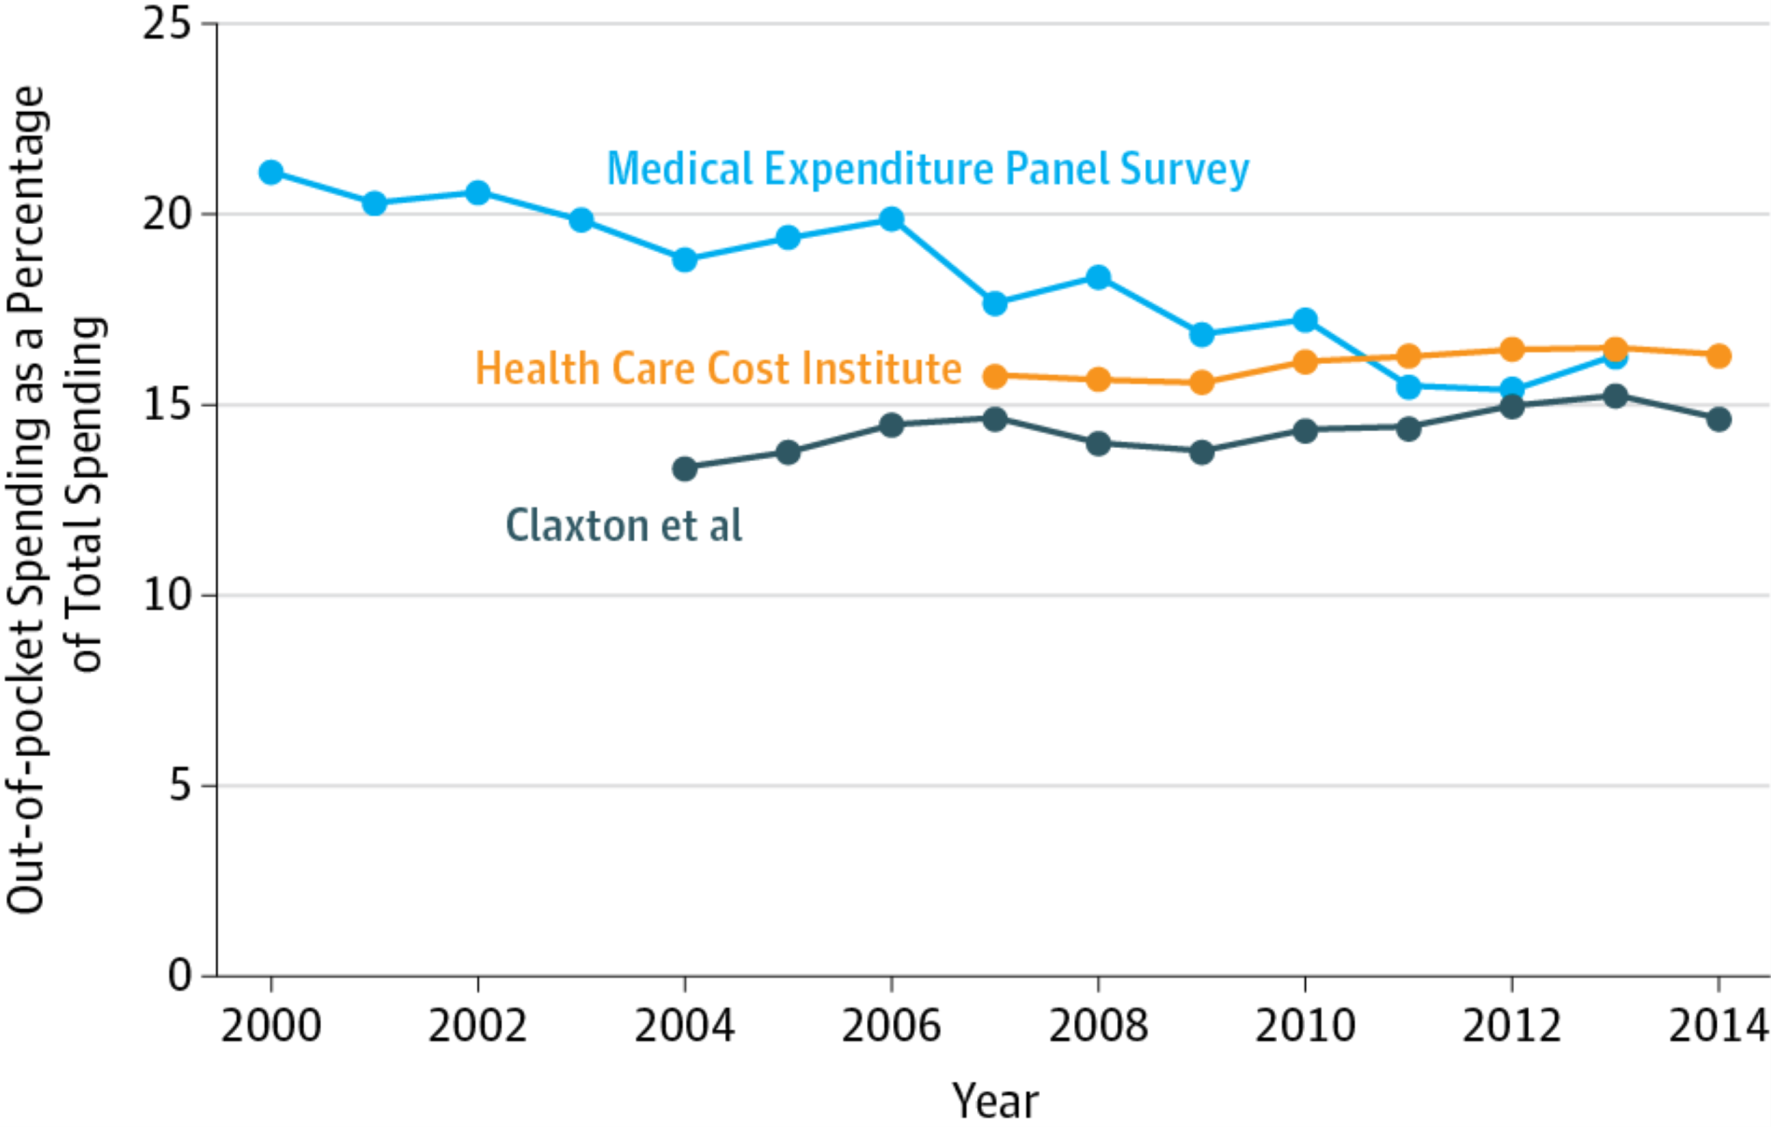 Out-of-pocket Spending as a Percentage
of Total Spending
25
20
15
10
5
0
Medical Expenditure Panel Survey
Health Care Cost Institute
Claxton et al
2000 2002 2004 2006 2008 2010 2012 2014
Year